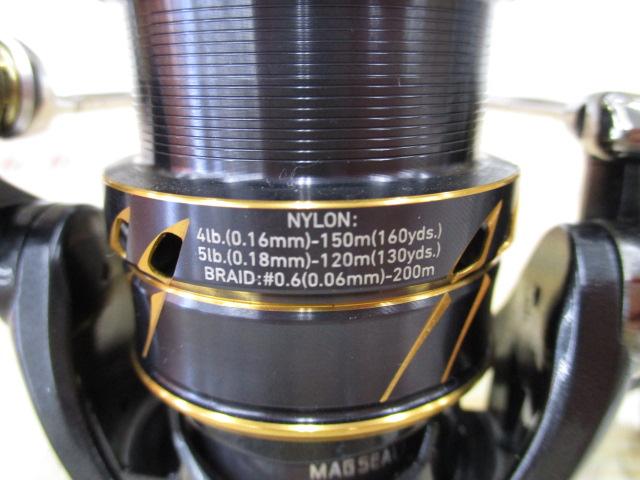 NYLON:
4lb.(0.16mm)-150m(160yds.)
5lb.(0.18mm)-120m(130yds.)
BRAID:#0.6(0.06mm)-200m